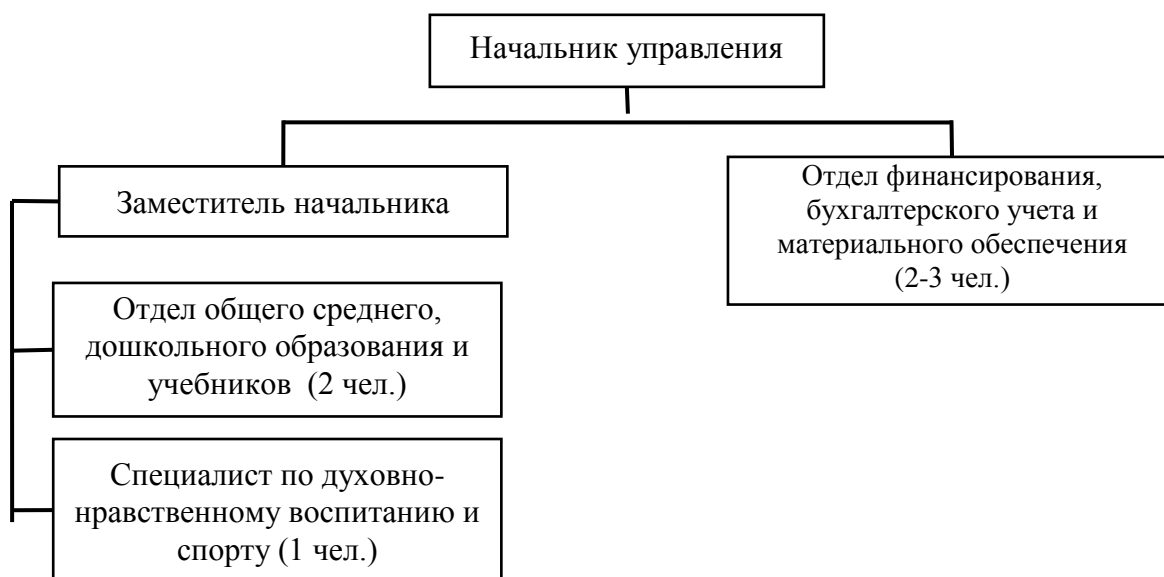 Начальник управления
Заместитель начальника
Отдел финансирования,
бухгалтерского учета и
материального обеспечения
(2-3 чел.)
Отдел общего среднего,
дошкольного образования и
учебников (2 чел.)
Специалист по духовно-
нравственному воспитанию и
спорту (1 чел.)